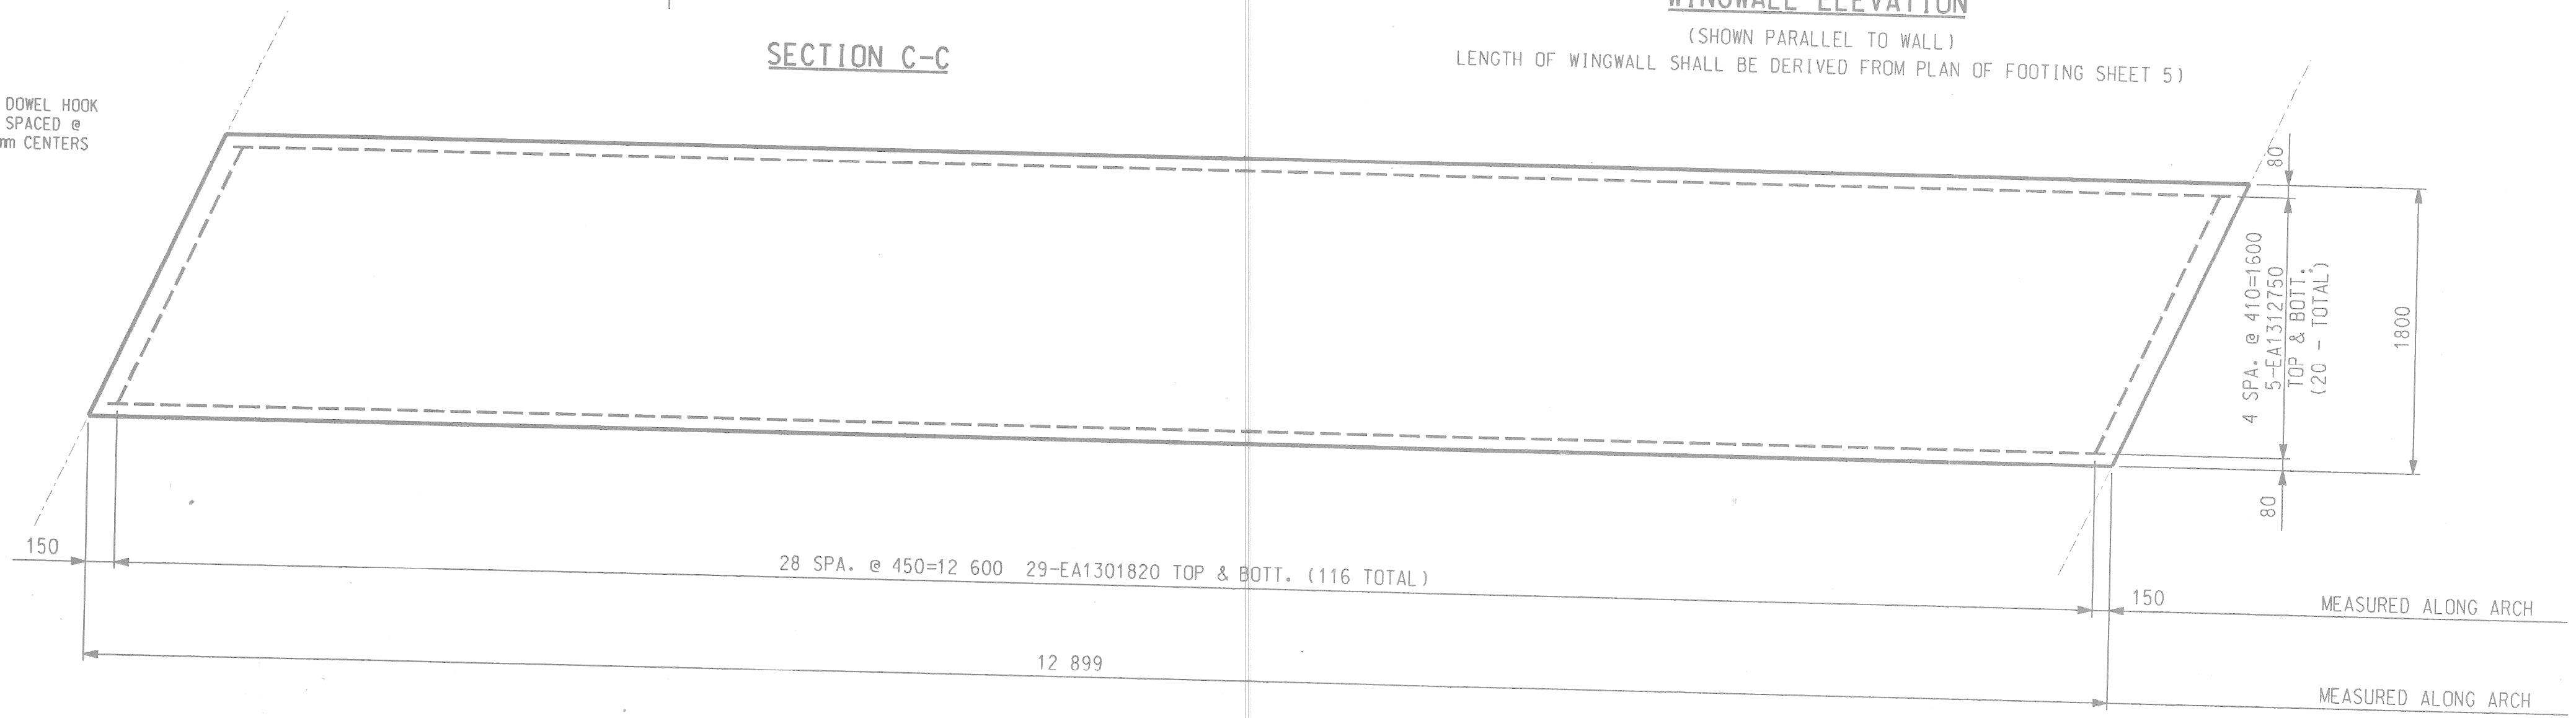 WINGWALL ELEVATION
(SHOWN PARALLEL TO WALL)
LENGTH OF WINGWALL SHALL BE DERIVED FROM PLAN OF FOOTING SHEET 5)
SECTION C-C
DOWEL HOOK
SPACED @
mm CENTERS
80
4 SPA. @ 410=1600
5-EA1312750
TOP & BOTT.
(20 - TOTAL)
1800
80
150
28 SPA. @ 450=12 600 29-EA1301820 TOP & BOTT. (116 TOTAL)
150
MEASURED ALONG ARCH
12 899
MEASURED ALONG ARCH